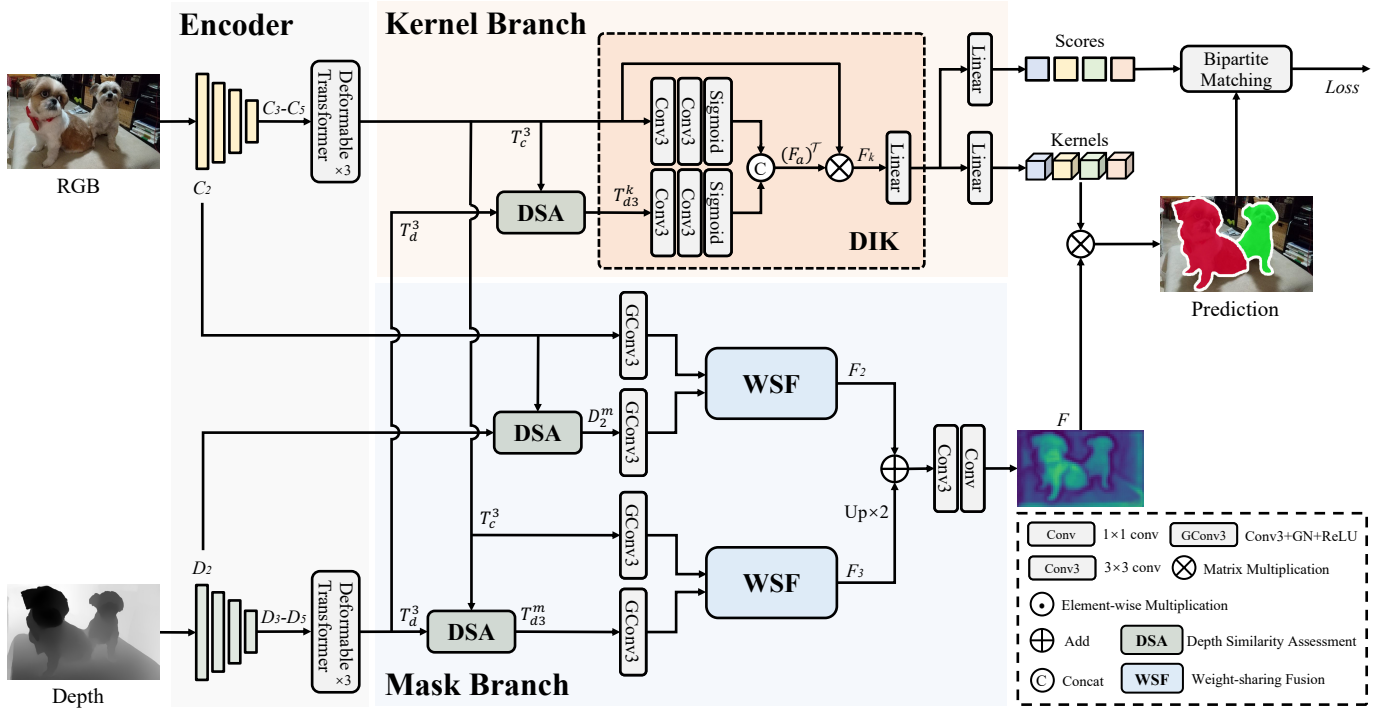 Encoder
Kernel Branch
RGB
C₃-C₅
Deformable
Transformer
×3
C₂
T_c^3
T_d^3
DSA
T_{d3}^k
Conv3
Conv3
Sigmoid
Conv3
Conv3
Sigmoid
C
(F_a)^𝒯
F_k
Linear
DIK
Linear
Scores
Linear
Kernels
Bipartite
Matching
Loss
Prediction
GConv3
DSA
D_2^m
GConv3
WSF
F₂
T_c^3
GConv3
Up×2
Conv3
Conv
F
D₂
Depth
D₃-D₅
Deformable
Transformer
×3
T_d^3
DSA
T_{d3}^m
GConv3
WSF
F₃
Mask Branch
Conv
1×1 conv
GConv3
Conv3+GN+ReLU
Conv3
3×3 conv
Matrix Multiplication
Element-wise Multiplication
Add
DSA
Depth Similarity Assessment
C
Concat
WSF
Weight-sharing Fusion